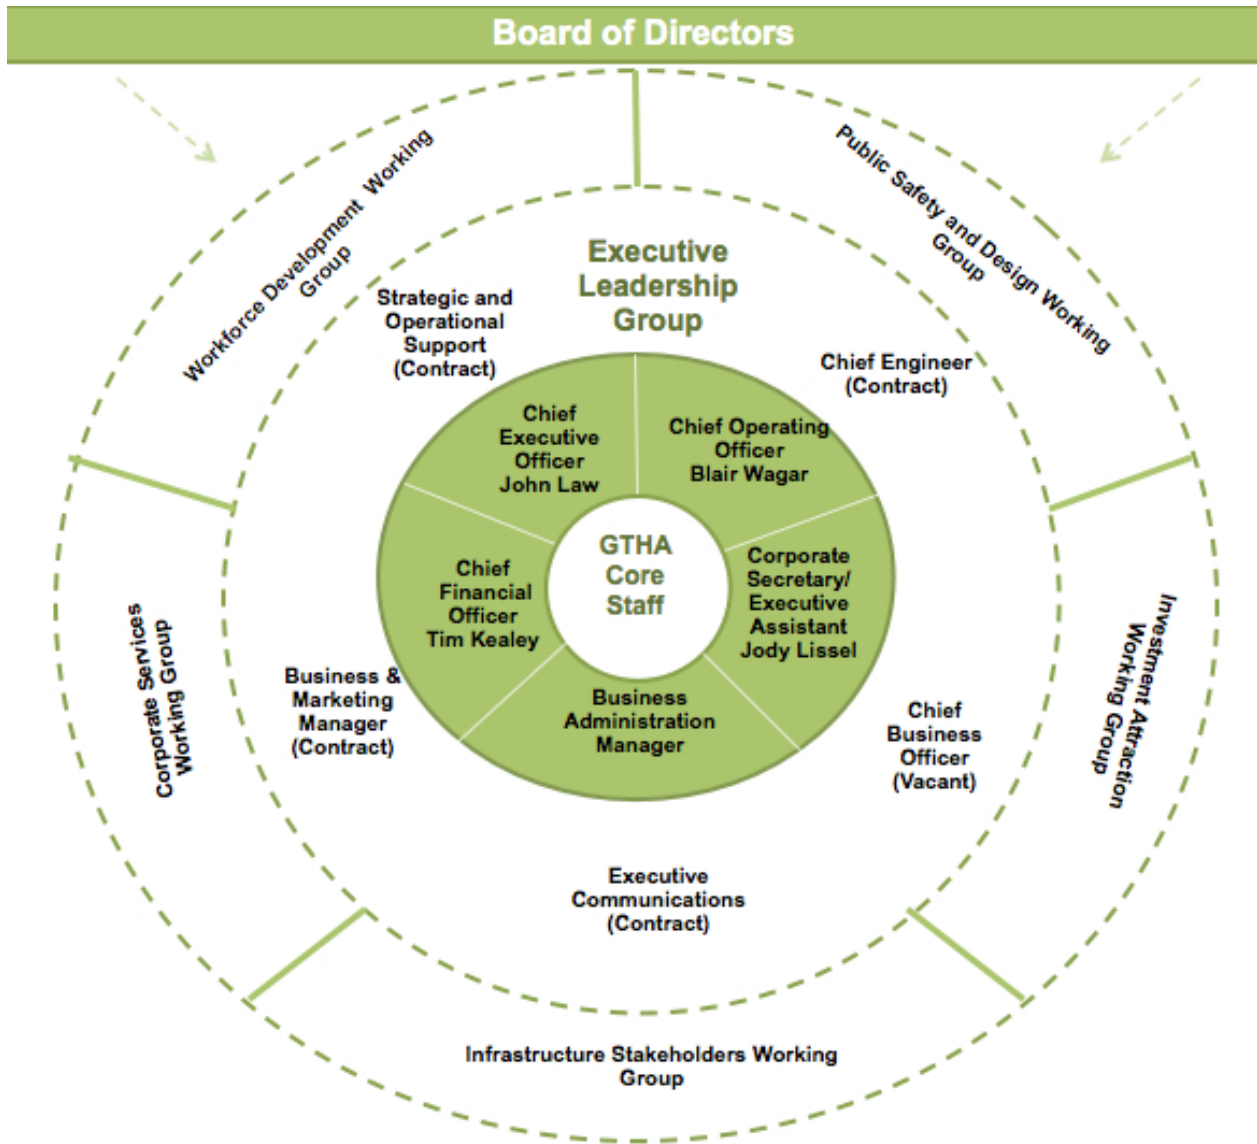 Board of Directors
Workforce Development Working
Group
Public Safety and Design Working
Group
Executive
Leadership
Group
Strategic and
Operational
Support
(Contract)
Chief Engineer
(Contract)
Chief
Executive
Officer
John Law
Chief Operating
Officer
Blair Wagar
GTHA
Core
Staff
Chief
Financial
Officer
Tim Kealey
Corporate
Secretary/
Executive
Assistant
Jody Lissel
Business
Administration
Manager
Business &
Marketing
Manager
(Contract)
Chief
Business
Officer
(Vacant)
Corporate Services
Working Group
Investment Attraction
Working Group
Executive
Communications
(Contract)
Infrastructure Stakeholders Working
Group